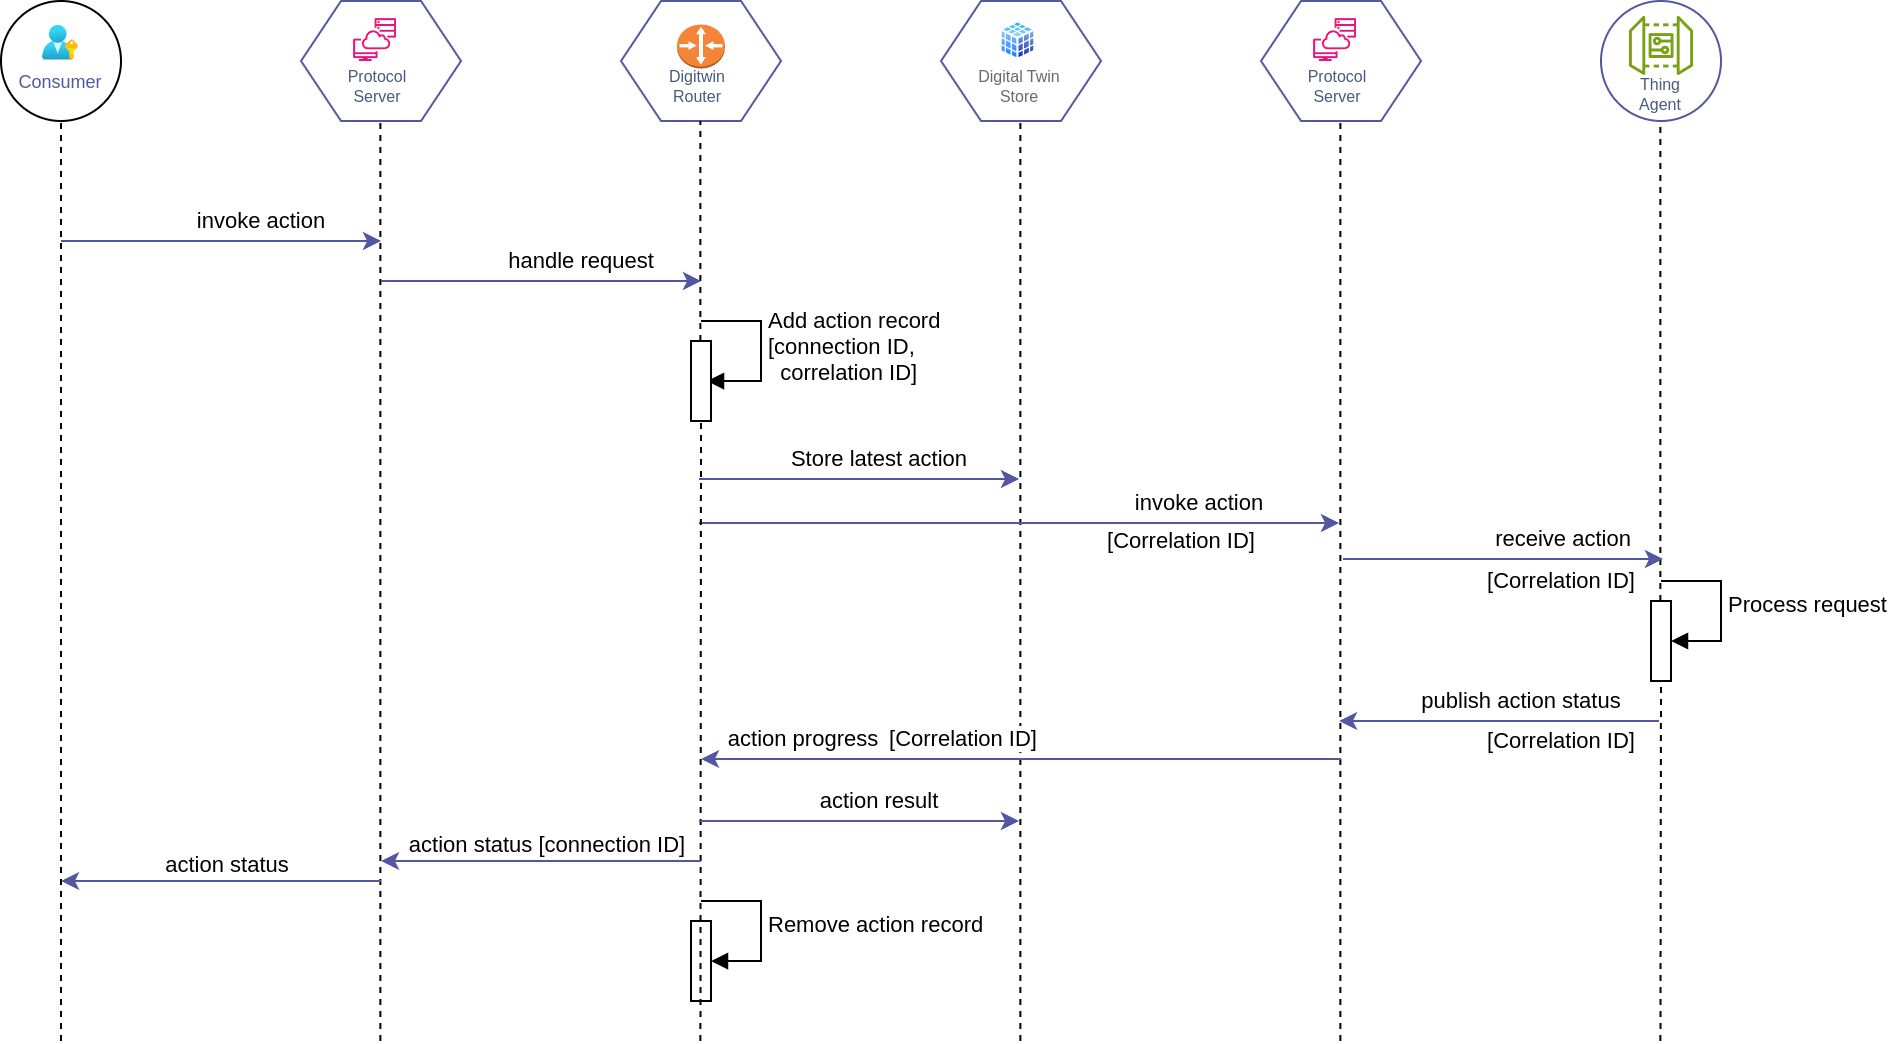 Consumer
Protocol
Server
Digitwin
Router
Digital Twin
Store
Protocol
Server
Thing
Agent
invoke action
handle request
Add action record
[connection ID,
correlation ID]
Store latest action
invoke action
[Correlation ID]
receive action
[Correlation ID]
Process request
publish action status
[Correlation ID]
action progress [Correlation ID]
action result
action status [connection ID]
action status
Remove action record